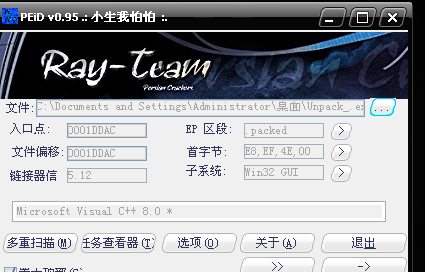 PEiD v0.95 .: 小生我怕怕 :.
Ray-Team
Persian Crackers
文件: C:\Documents and Settings\Administrator\桌面\Unpack_.ex ...
入口点: 0001DDAC EP 区段: .packed >
文件偏移: 0001DDAC 首字节: E8,EF,4E,00 >
链接器信 5.12 子系统: Win32 GUI >
Microsoft Visual C++ 8.0 *
多重扫描(M) 任务查看器(T) 选项(O) 关于(A) 退出
>> ->